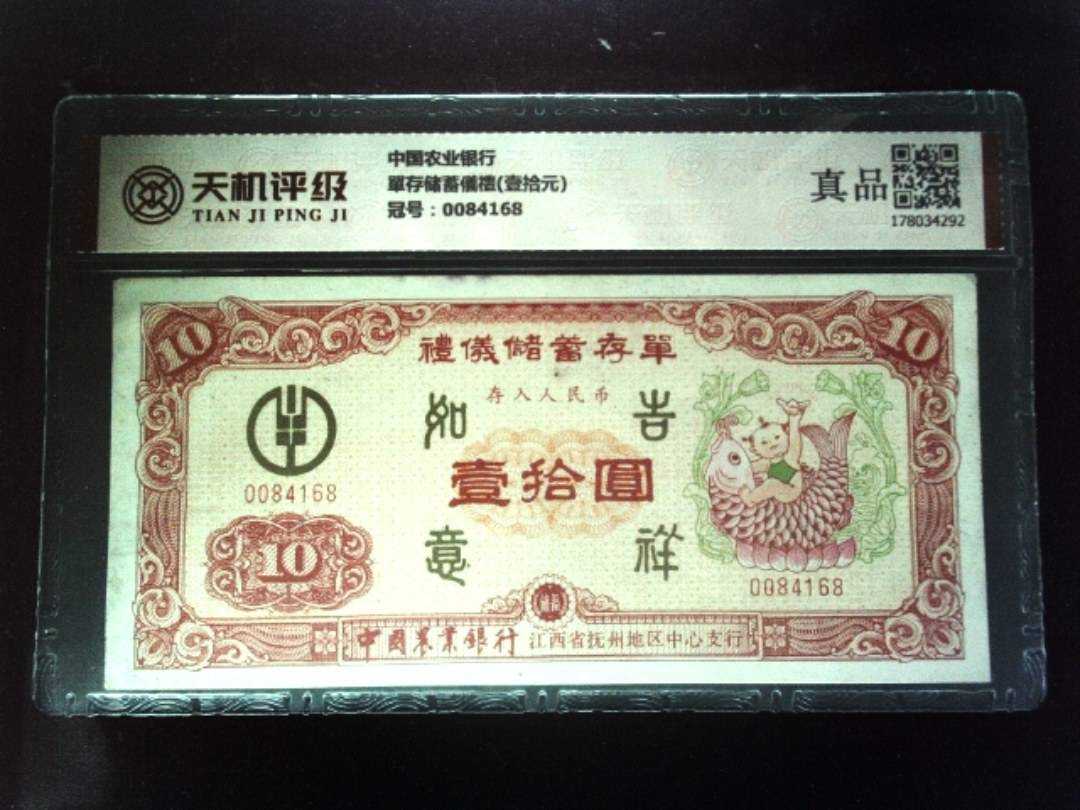 天机评级
TIAN JI PING JI
中国农业银行
單存储蓄儀禮(壹拾元)
冠号：0084168
真品
178034292
10
10
禮儀儲蓄存單
存入人民币
如
吉
壹拾圓
0084168
10
意
祥
0084168
中国农業銀行 江西省抚州地区中心支行